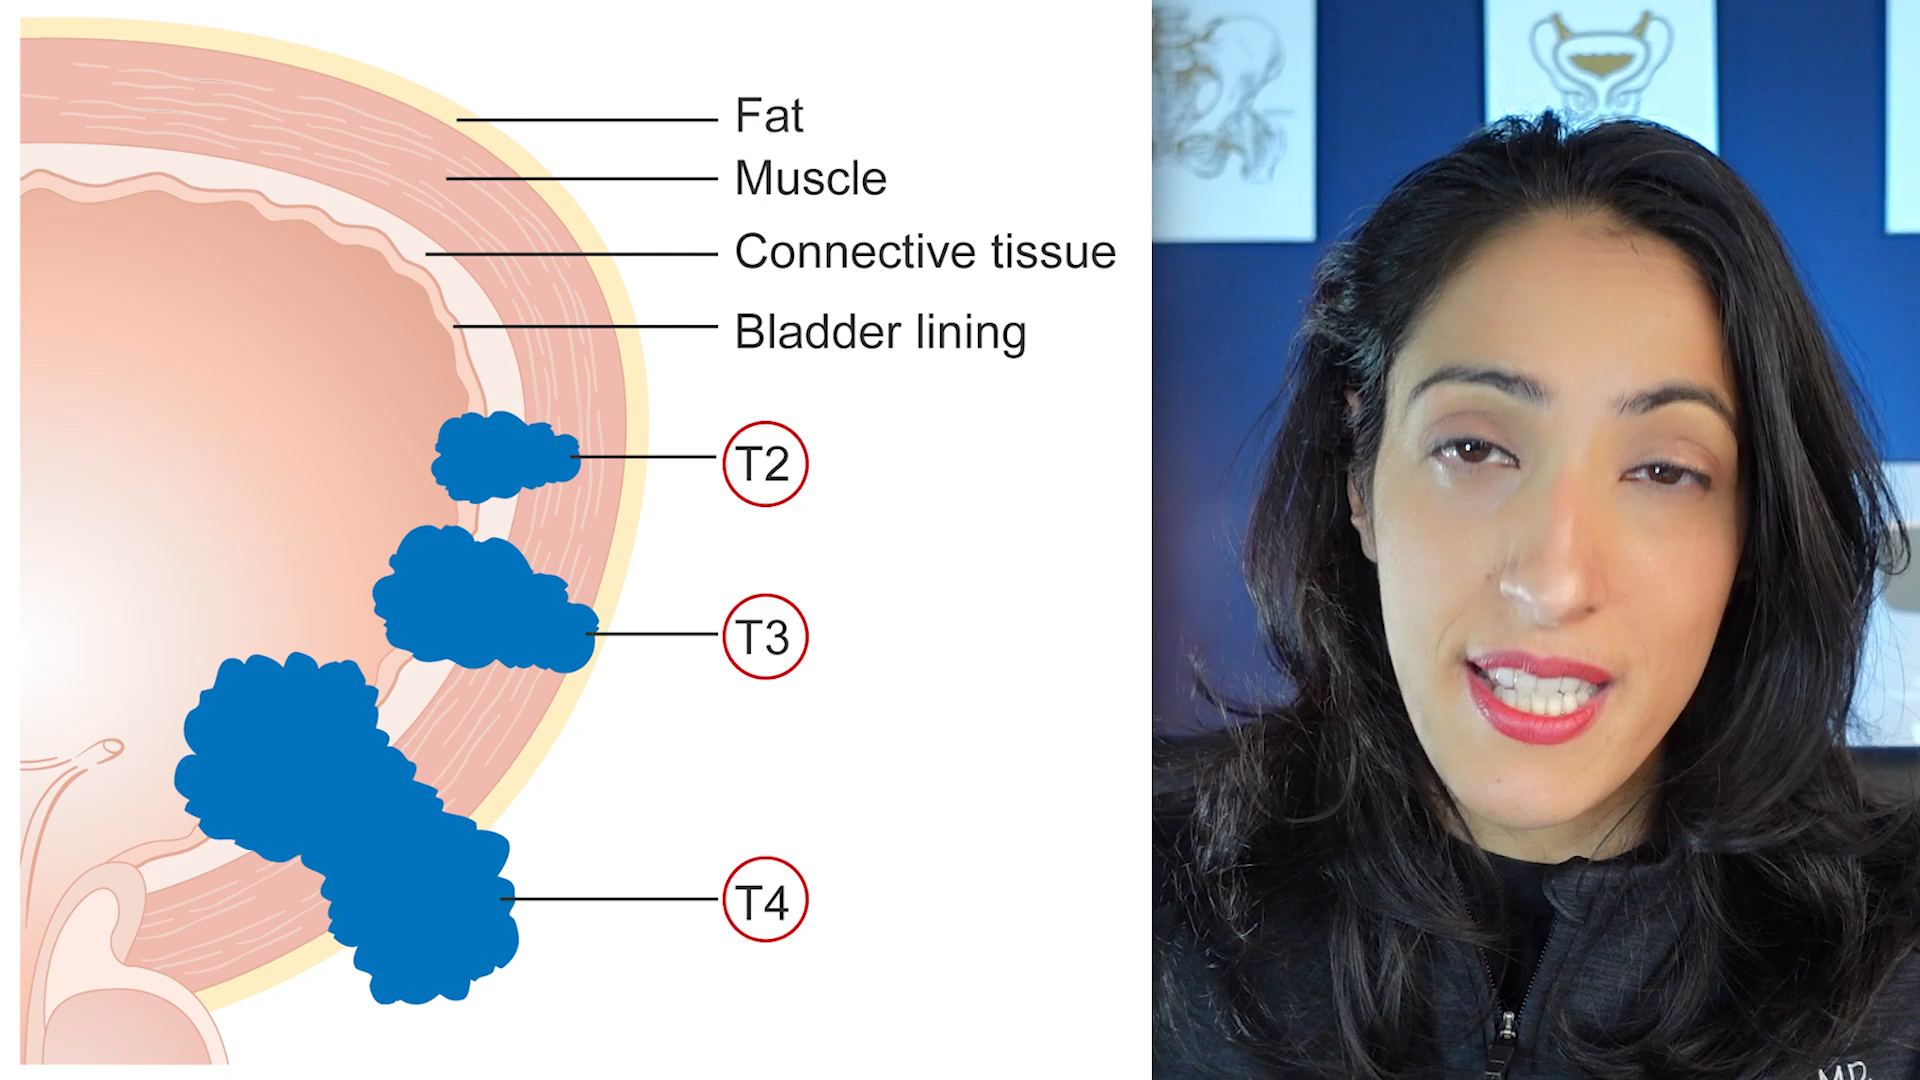 Fat
Muscle
Connective tissue
Bladder lining
T2
T3
T4